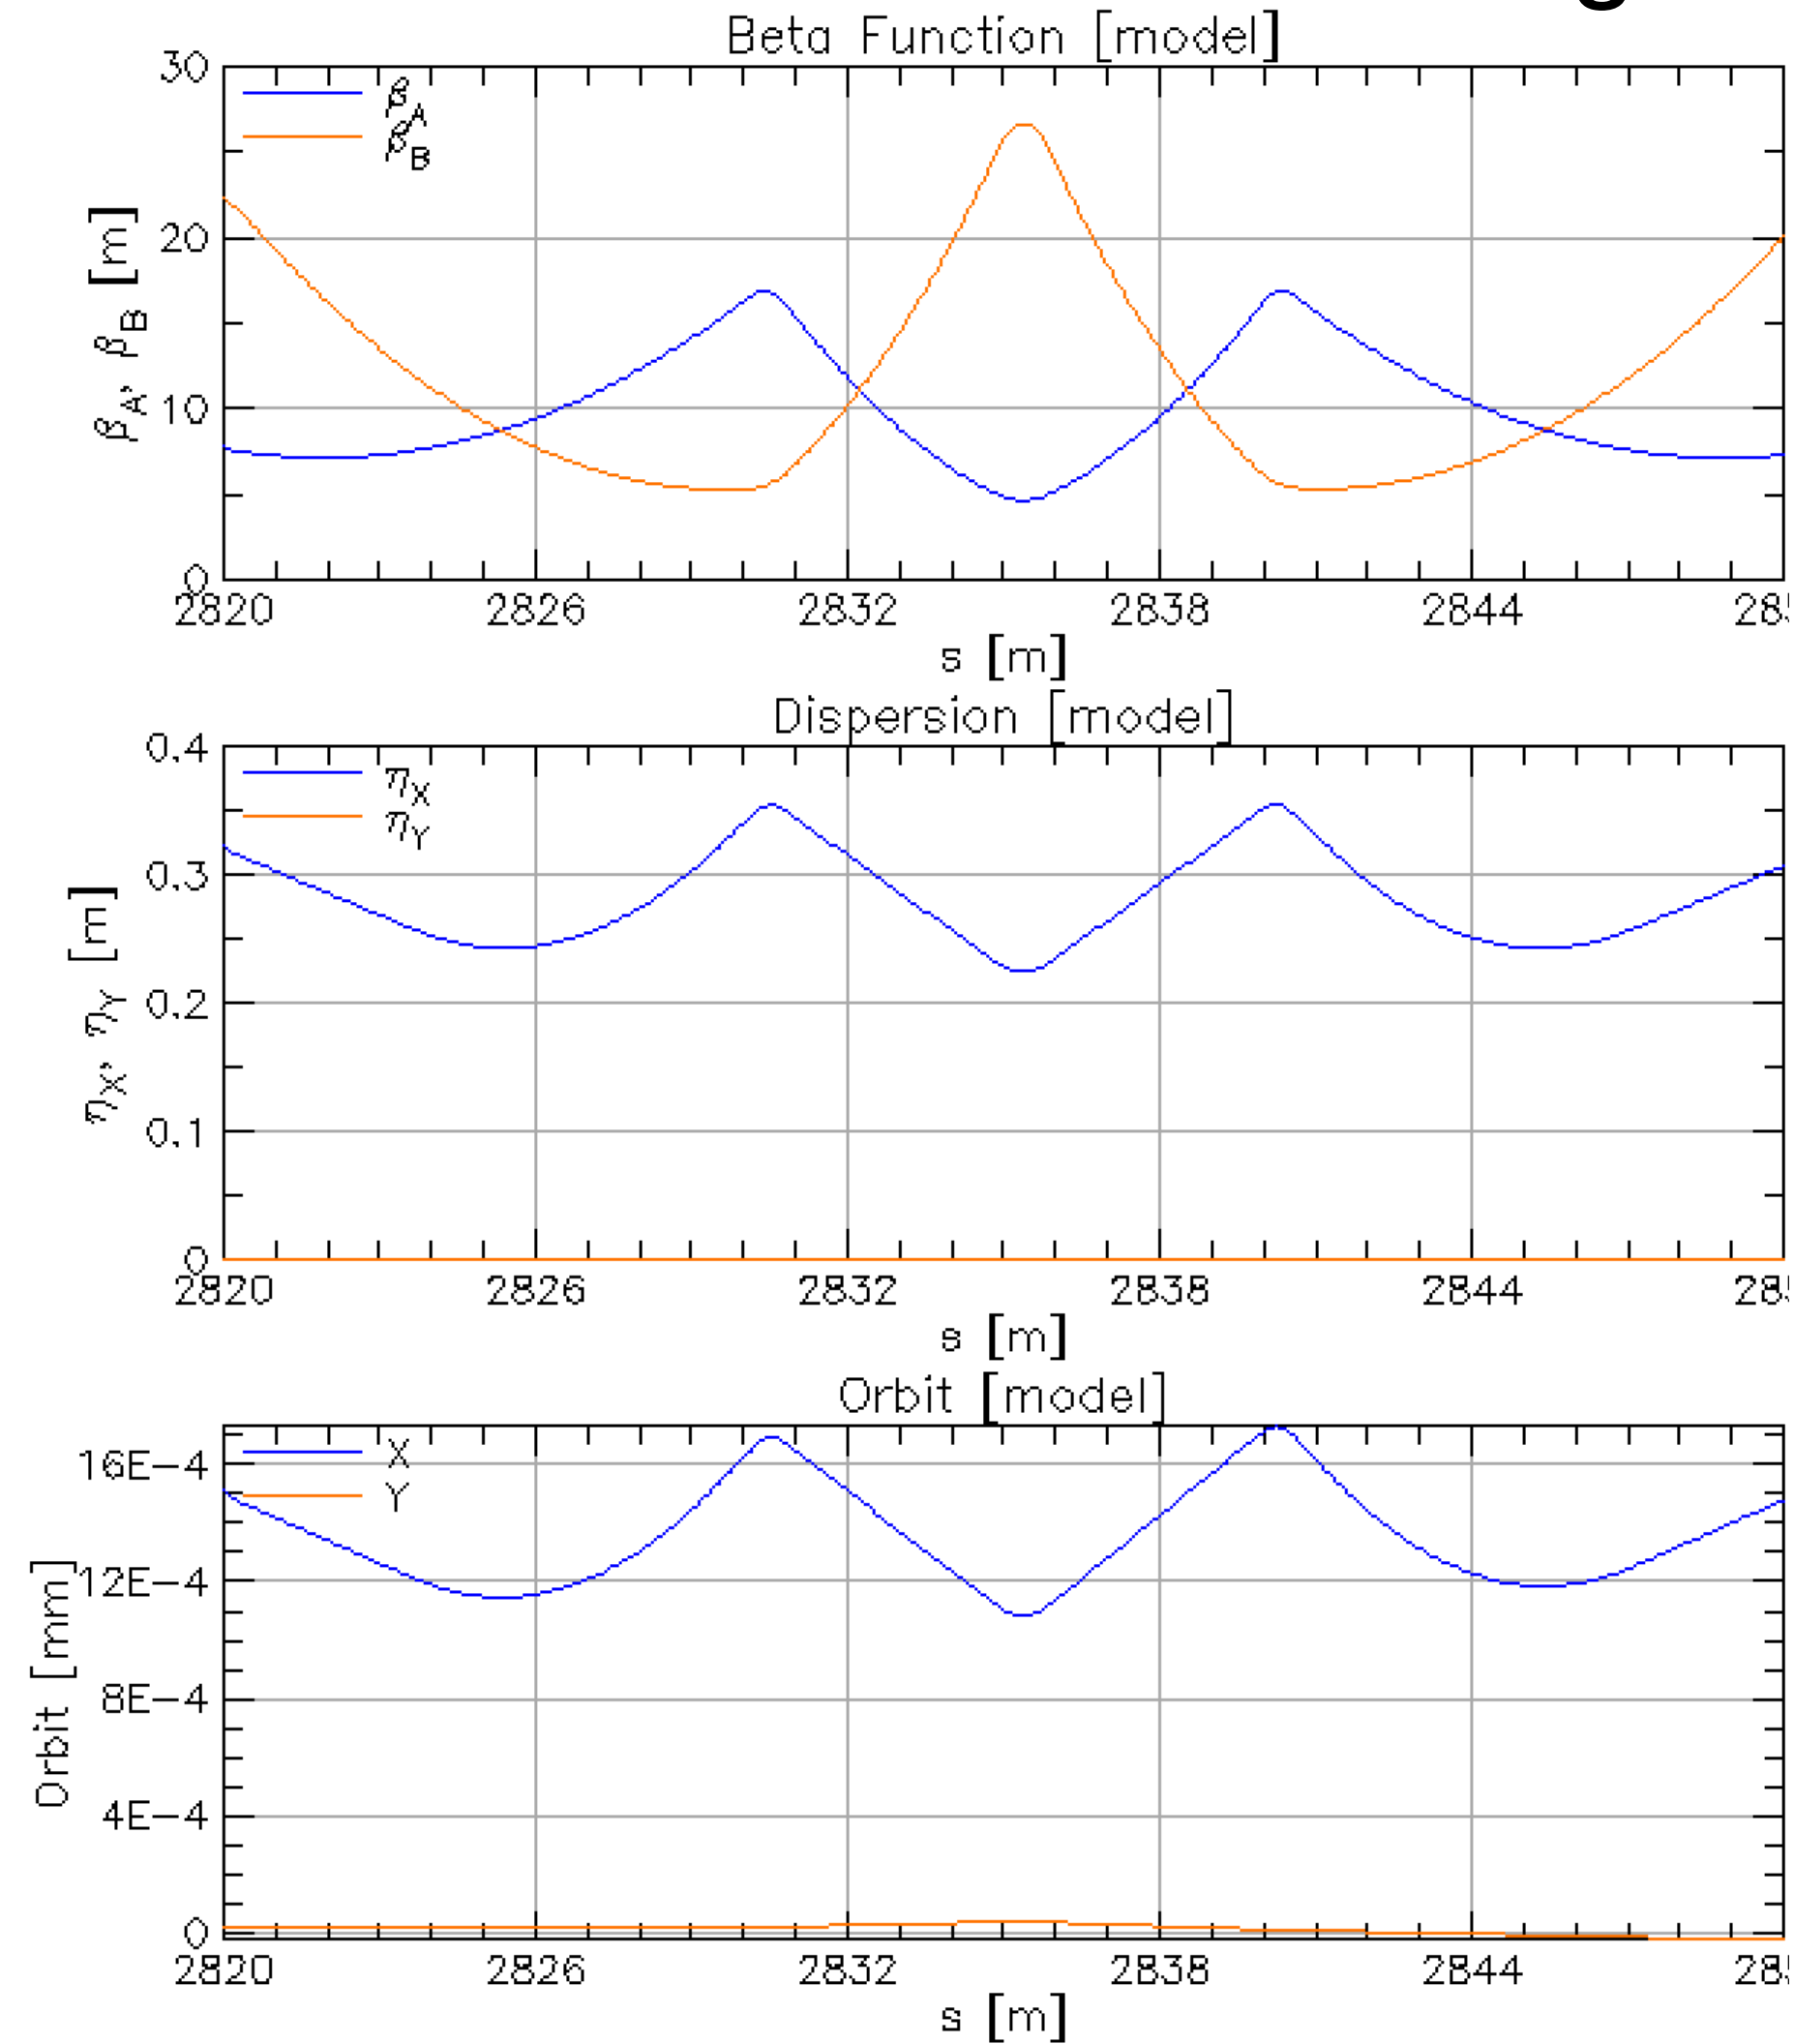 g
Beta Function [model]
30
20
10
0
β_A
β_B
β_A, β_B [m]
2820 2826 2832 2838 2844
s [m]
Dispersion [model]
0.4
0.3
0.2
0.1
0
η_X
η_Y
η_X, η_Y [m]
2820 2826 2832 2838 2844
s [m]
Orbit [model]
16E-4
12E-4
8E-4
4E-4
0
X
Y
Orbit [mm]
2820 2826 2832 2838 2844
s [m]